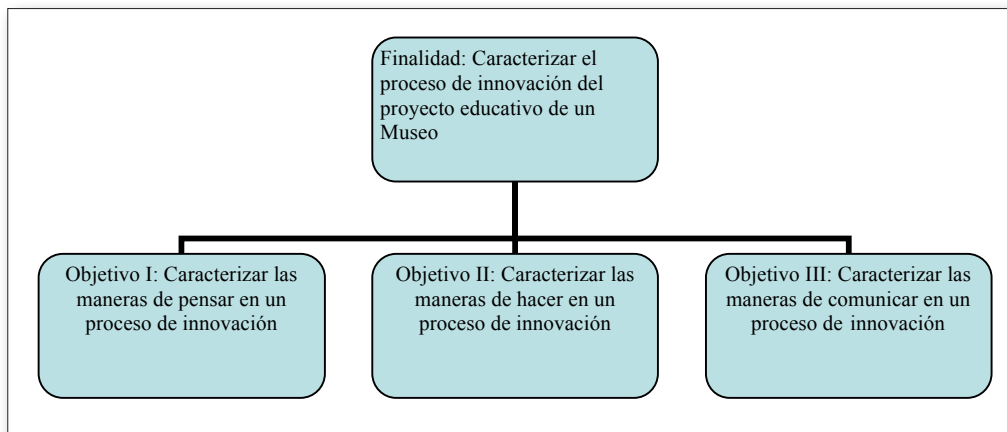 Finalidad: Caracterizar el
proceso de innovación del
proyecto educativo de un
Museo
Objetivo I: Caracterizar las
maneras de pensar en un
proceso de innovación
Objetivo II: Caracterizar las
maneras de hacer en un
proceso de innovación
Objetivo III: Caracterizar las
maneras de comunicar en un
proceso de innovación